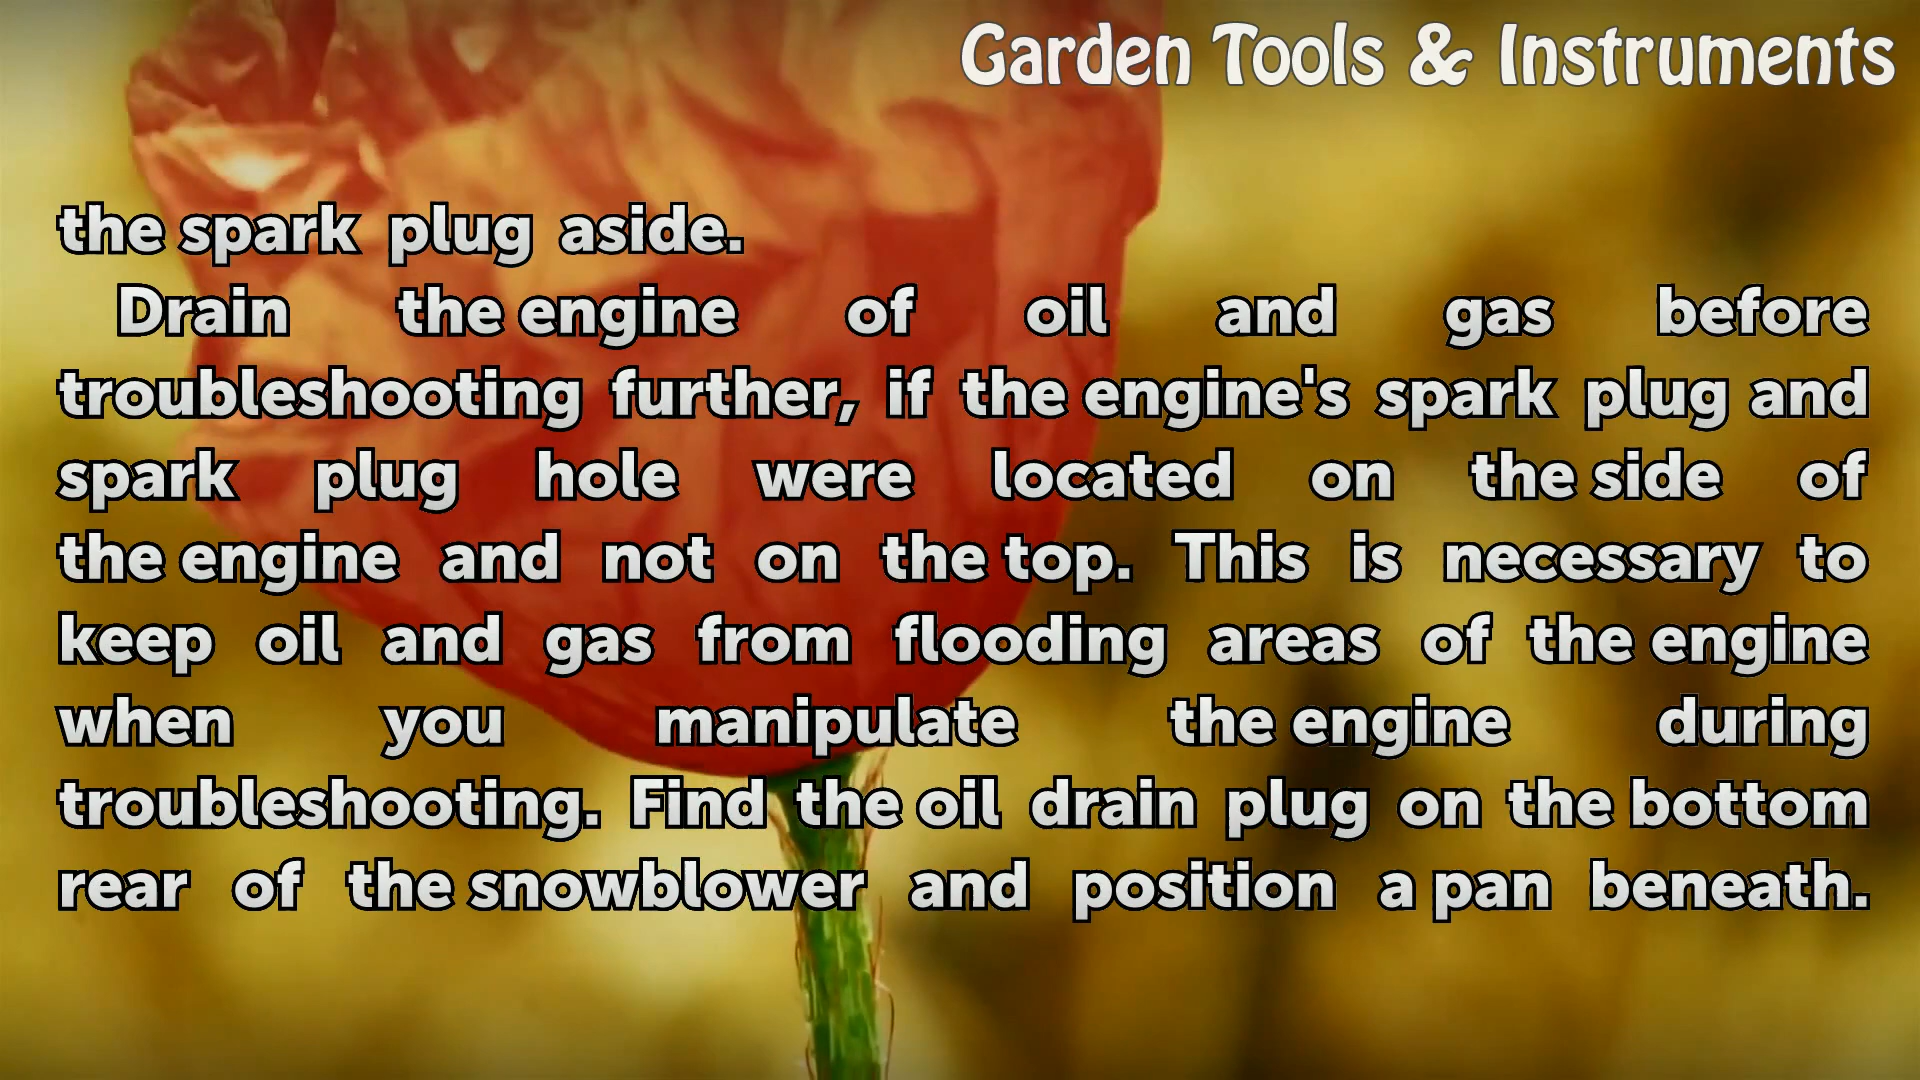 Garden Tools & Instruments
the spark plug aside.
Drain the engine of oil and gas before
troubleshooting further, if the engine's spark plug and
spark plug hole were located on the side of
the engine and not on the top. This is necessary to
keep oil and gas from flooding areas of the engine
when you manipulate the engine during
troubleshooting. Find the oil drain plug on the bottom
rear of the snowblower and position a pan beneath.